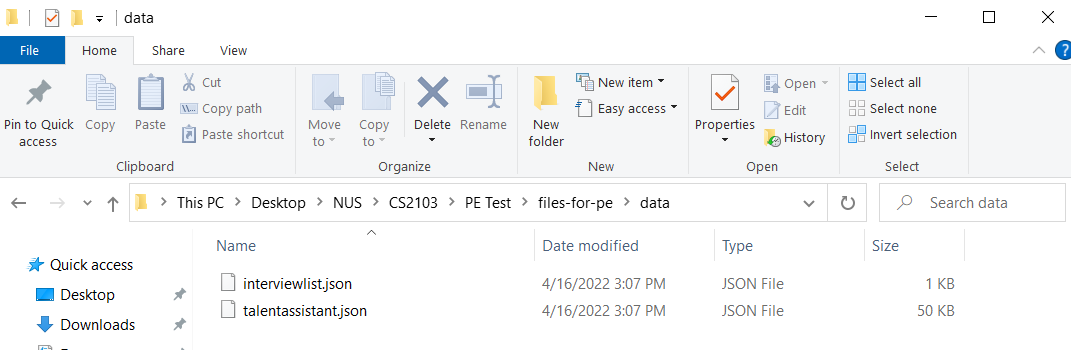 data
File Home Share View ?
Pin to Quick access
Copy
Paste
Cut
Copy path
Paste shortcut
Clipboard
Move to
Copy to
Delete
Rename
Organize
New folder
New item
Easy access
New
Properties
Open
Edit
History
Open
Select all
Select none
Invert selection
Select
This PC > Desktop > NUS > CS2103 > PE Test > files-for-pe > data
Search data
Name Date modified Type Size
Quick access
Desktop
Downloads
interviewlist.json 4/16/2022 3:07 PM JSON File 1 KB
talentassistant.json 4/16/2022 3:07 PM JSON File 50 KB